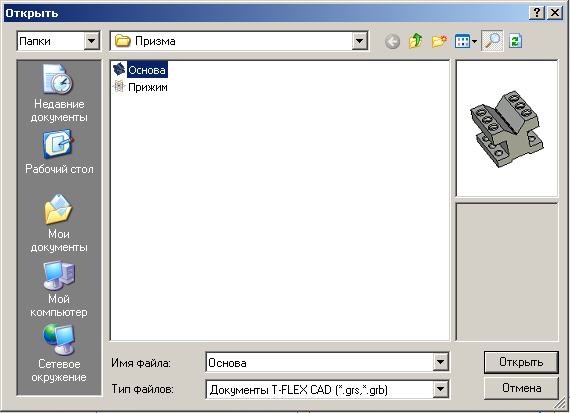 Открыть
Папки
Призма
Основа
Прижим
Недавние
документы
Рабочий стол
Мои
документы
Мой
компьютер
Сетевое
окружение
Имя файла:
Основа
Открыть
Тип файлов:
Документы T-FLEX CAD (*.grs,*.grb)
Отмена